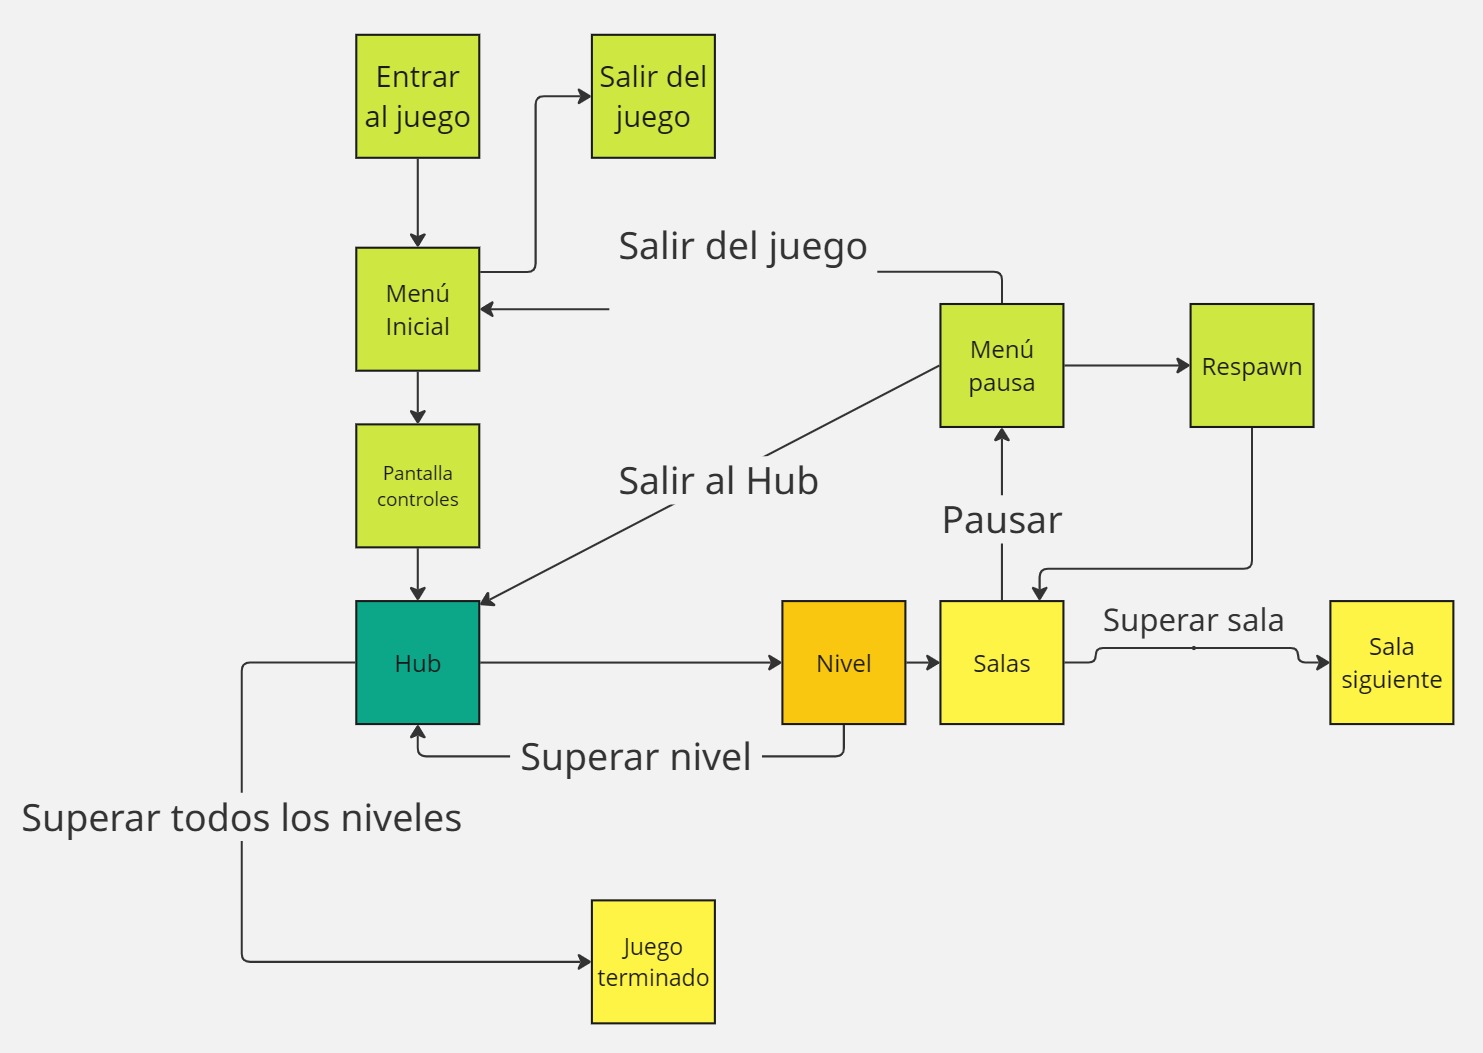 Entrar
al juego
Salir del
juego
Salir del juego
Menú
Inicial
Menú
pausa
Respawn
Pantalla
controles
Salir al Hub
Pausar
Superar sala
Hub
Nivel
Salas
Sala
siguiente
Superar nivel
Superar todos los niveles
Juego
terminado